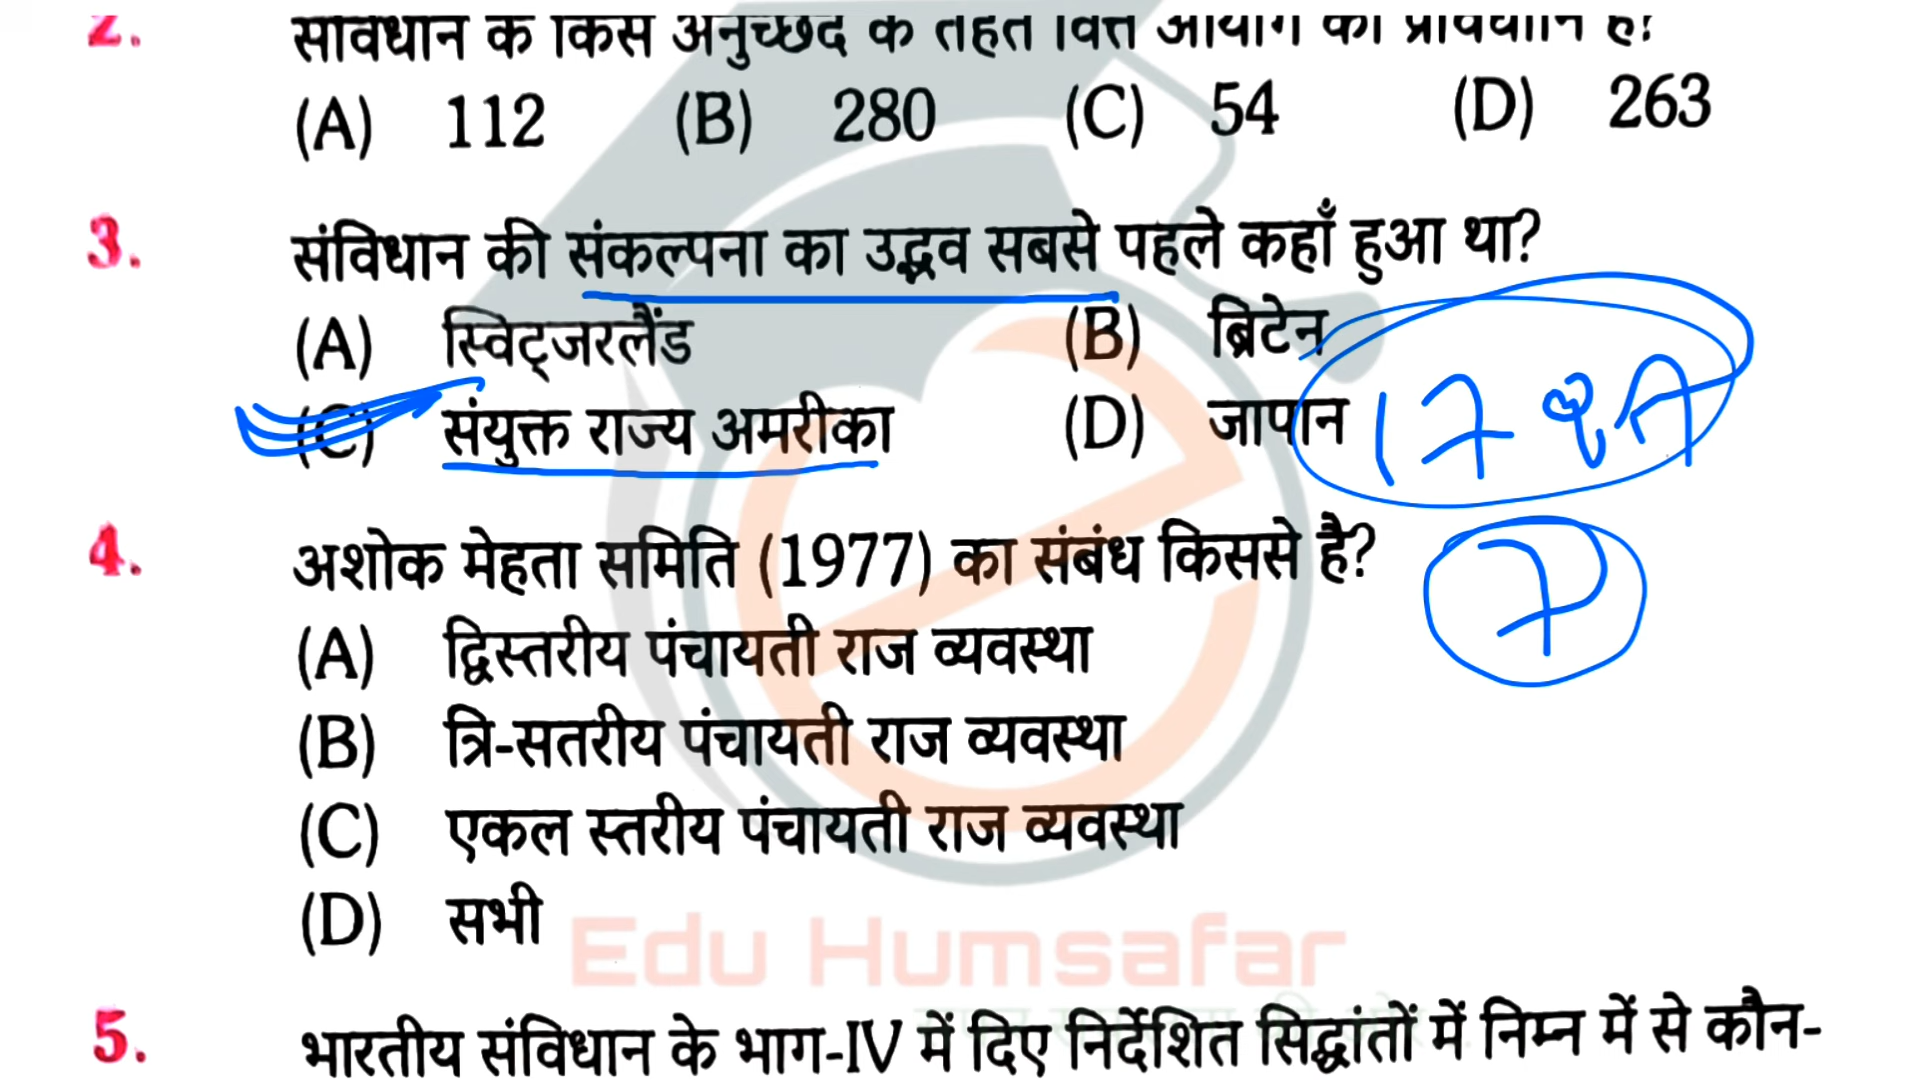 2. संविधान के किस अनुच्छेद के तहत वित्त आयोग का प्रावधान है?
(A) 112 (B) 280 (C) 54 (D) 263
3. संविधान की संकल्पना का उद्भव सबसे पहले कहाँ हुआ था?
(A) स्विट्जरलैंड (B) ब्रिटेन
(C) संयुक्त राज्य अमरीका (D) जापान
17
4. अशोक मेहता समिति (1977) का संबंध किससे है?
(A) द्विस्तरीय पंचायती राज व्यवस्था
(B) त्रि-सतरीय पंचायती राज व्यवस्था
(C) एकल स्तरीय पंचायती राज व्यवस्था
(D) सभी
Edu Humsafar
5. भारतीय संविधान के भाग-IV में दिए निर्देशित सिद्धांतों में निम्न में से कौन-